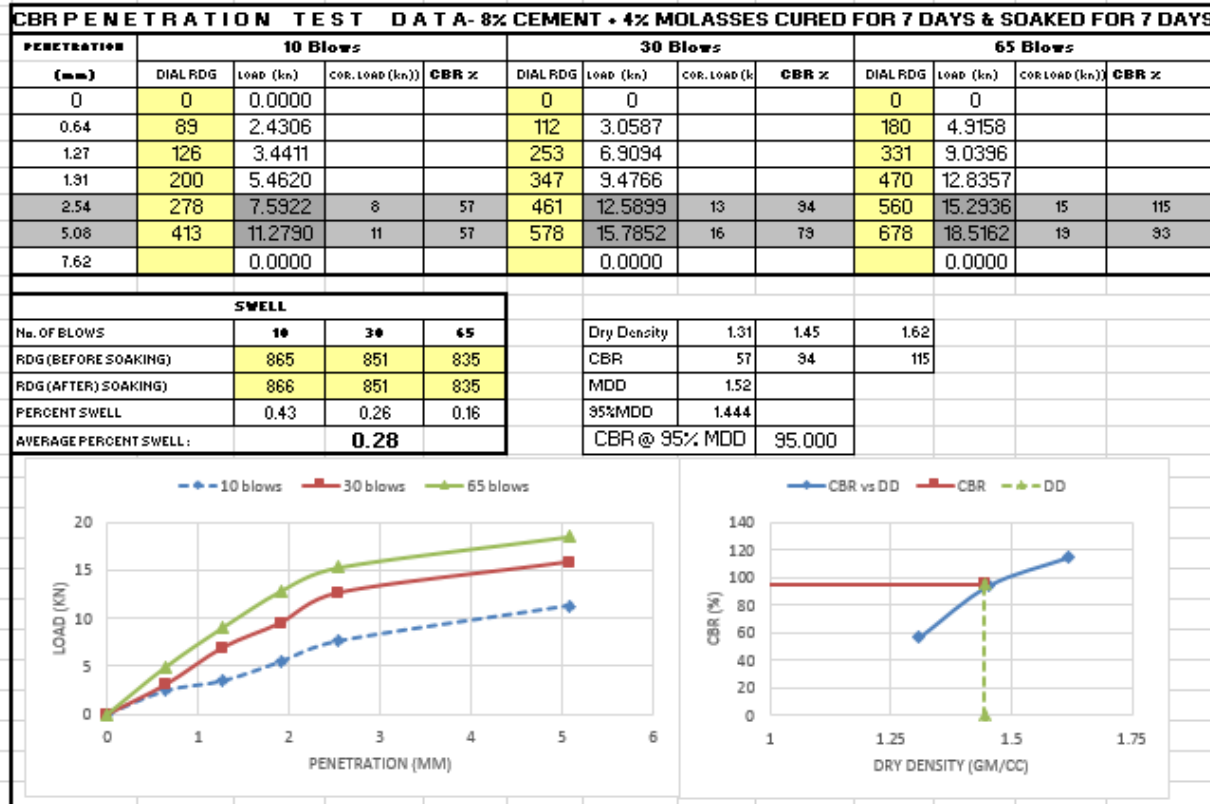 CBR PENETRATION TEST DATA- 8% CEMENT + 4% MOLASSES CURED FOR 7 DAYS & SOAKED FOR 7 DAYS
PENETRATION 10 Blows 30 Blows 65 Blows
(mm) DIAL RDG LOAD (kn) COR. LOAD (kn)) CBR % DIAL RDG LOAD (kn) COR. LOAD (k CBR % DIAL RDG LOAD (kn) COR LOAD (kn)) CBR %
0 0 0.0000 0 0 0 0
0.64 89 2.4306 112 3.0587 180 4.9158
1.27 126 3.4411 253 6.9094 331 9.0396
1.91 200 5.4620 347 9.4766 470 12.8357
2.54 278 7.5922 8 57 461 12.5899 13 94 560 15.2936 15 115
5.08 413 11.2790 11 57 578 15.7852 16 79 678 18.5162 19 93
7.62 0.0000 0.0000 0.0000
SWELL
No. OF BLOWS 10 30 65
RDG (BEFORE SOAKING) 865 851 835
RDG (AFTER) SOAKING) 866 851 835
PERCENT SWELL 0.43 0.26 0.16
AVERAGE PERCENT SWELL: 0.28
Dry Density 1.31 1.45 1.62
CBR 57 94 115
MDD 1.52
95%MDD 1.444
CBR @ 95% MDD 95.000
10 blows 30 blows 65 blows
20
15
10
5
0
LOAD (KN)
0 1 2 3 4 5 6
PENETRATION (MM)
CBR vs DD CBR DD
140
120
100
80
60
40
20
0
CBR (%)
1 1.25 1.5 1.75
DRY DENSITY (GM/CC)